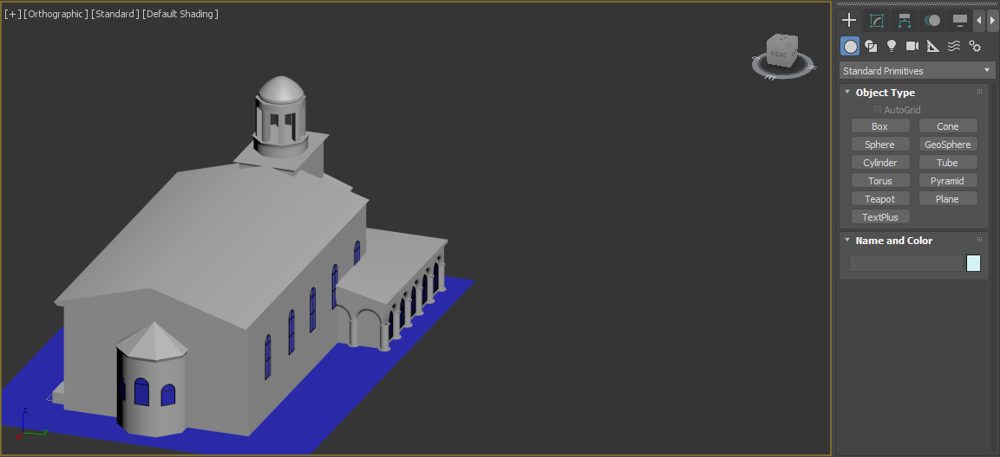 [+] [Orthographic ] [Standard ] [Default Shading ]
RIGHT
Standard Primitives
Object Type
AutoGrid
Box Cone
Sphere GeoSphere
Cylinder Tube
Torus Pyramid
Teapot Plane
TextPlus
Name and Color
z
y